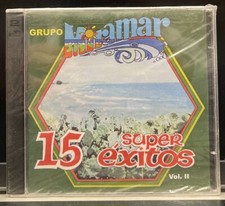 GRUPO
Miramar
15 super
éxitos
Vol. II